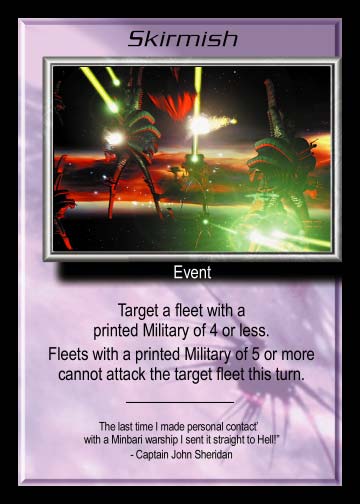 Skirmish
Event
Target a fleet with a
printed Military of 4 or less.
Fleets with a printed Military of 5 or more
cannot attack the target fleet this turn.
The last time I made personal contact’
with a Minbari warship I sent it straight to Hell!”
- Captain John Sheridan